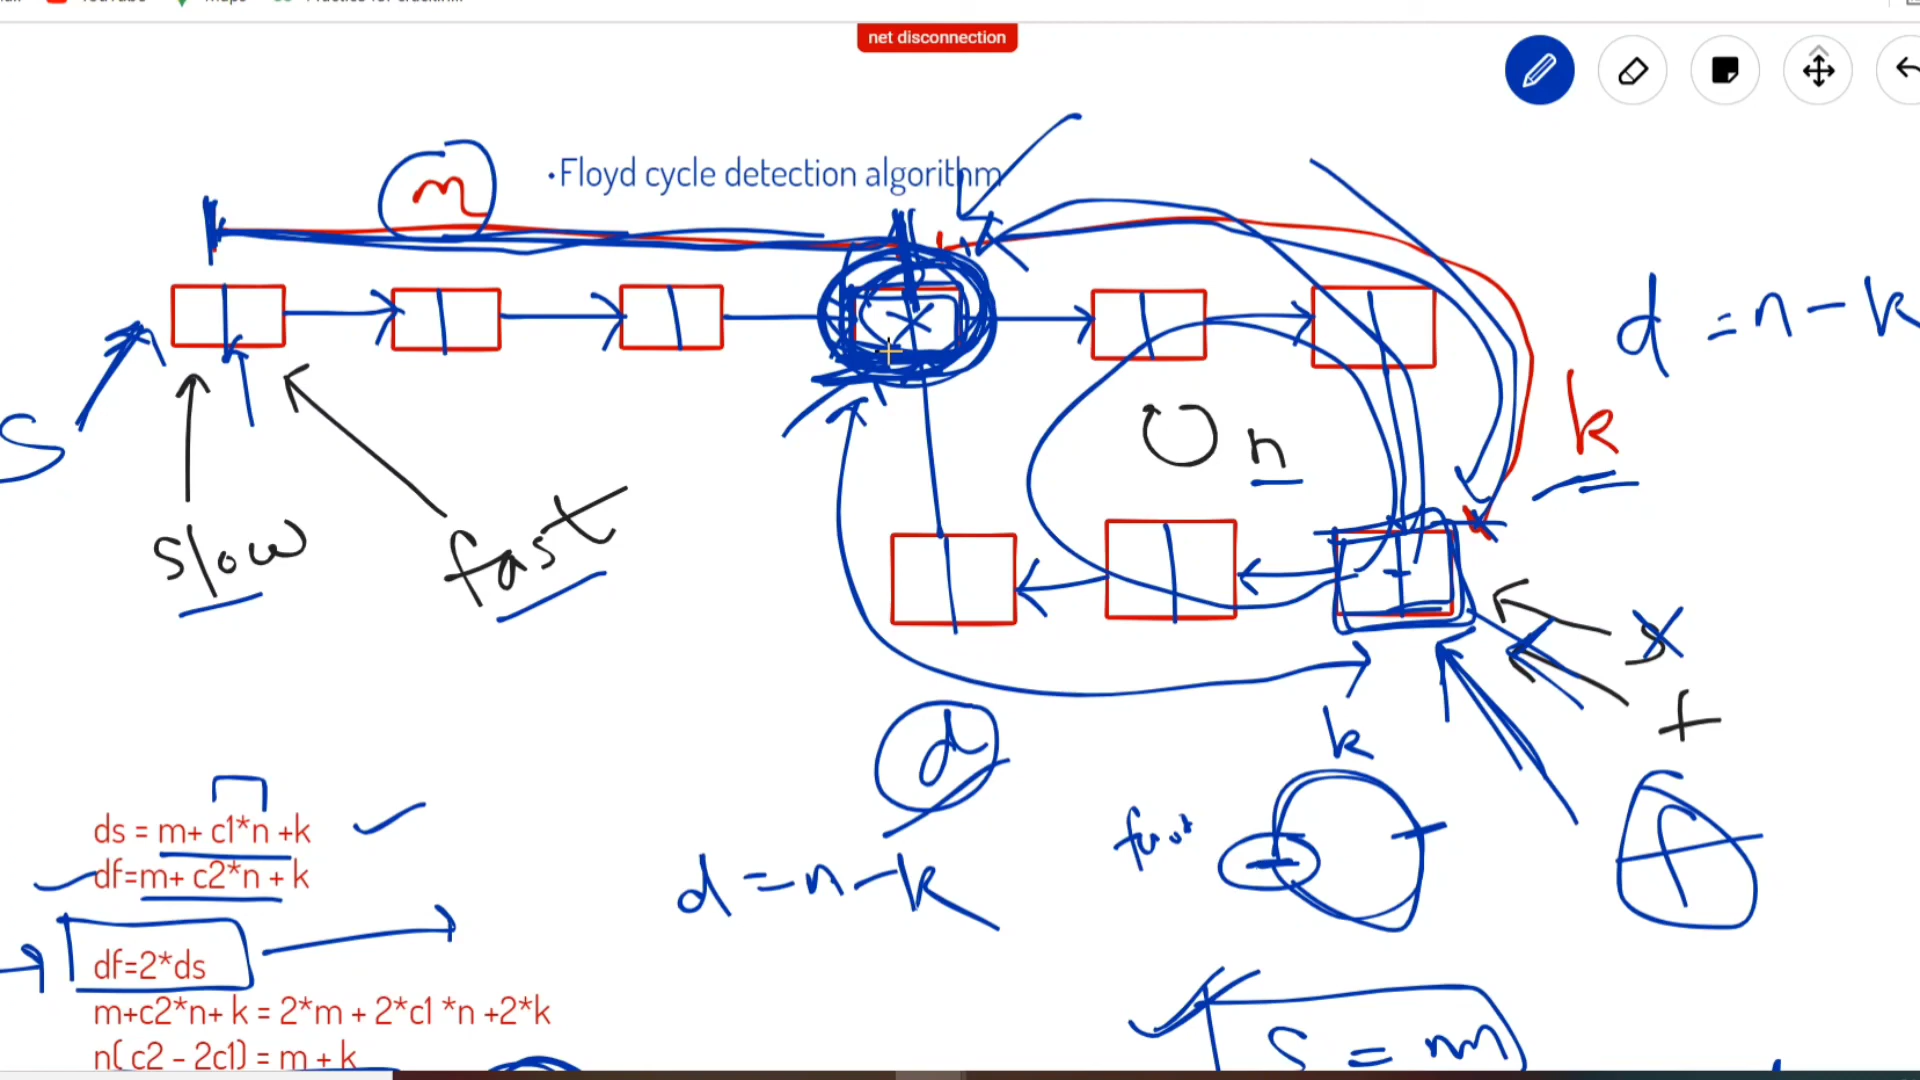 net disconnection
m
•Floyd cycle detection algorithm
d = n - k
k
n
S
slow
fast
s
f
d
k
ds = m+ c1*n +k
fast
df=m+ c2*n + k
d = n - k
df=2*ds
m+c2*n+ k = 2*m + 2*c1 *n +2*k
n( c2 - 2c1) = m + k